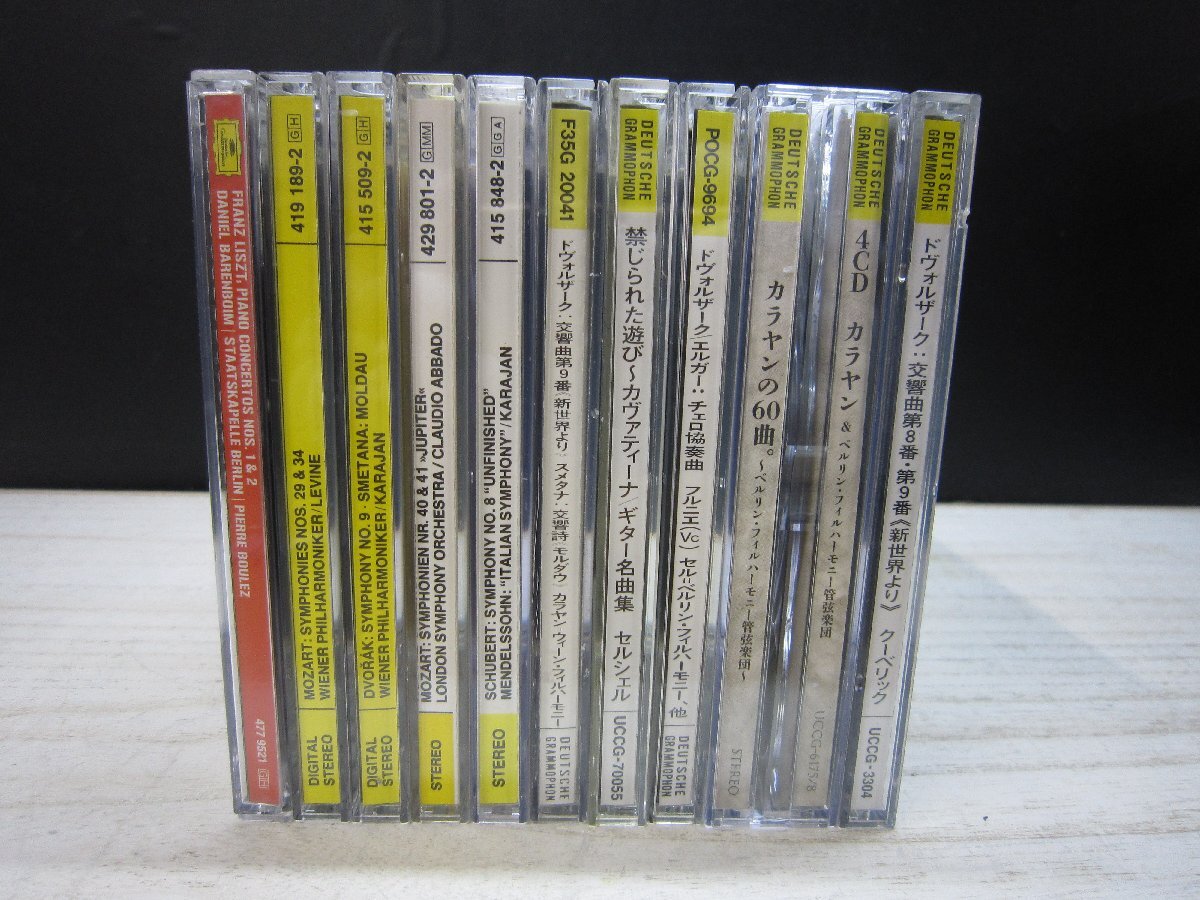 FRANZ LISZT, PIANO CONCERTOS NOS. 1 & 2
DANIEL BARENBOIM | STAATSKAPELLE BERLIN | PIERRE BOULEZ
477 9521 GH
419 189-2 GH
MOZART: SYMPHONIES NOS. 29 & 34
WIENER PHILHARMONIKER/LEVINE
DIGITAL
STEREO
415 509-2 GH
DVOŘÁK: SYMPHONY NO. 9 · SMETANA: MOLDAU
WIENER PHILHARMONIKER/KARAJAN
DIGITAL
STEREO
429 801-2 GMM
MOZART: SYMPHONIEN NR. 40 & 41 »JUPITER«
LONDON SYMPHONY ORCHESTRA/CLAUDIO ABBADO
STEREO
415 848-2 GGA
SCHUBERT: SYMPHONY NO. 8 "UNFINISHED"
MENDELSSOHN: "ITALIAN SYMPHONY"/KARAJAN
STEREO
F35G 20041
ドヴォルザーク:交響曲第9番《新世界より》 スメタナ:交響詩《モルダウ》 カラヤン・ウィーン・フィルハーモニー
DEUTSCHE
GRAMMOPHON
DEUTSCHE
GRAMMOPHON
禁じられた遊び～カヴァティーナ/ギター名曲集 セルシェル
UCCG-70055
POCG-9694
ドヴォルザーク/エルガー:チェロ協奏曲 フルニエ(Vc) セル=ベルリン・フィルハーモニー、他
DEUTSCHE
GRAMMOPHON
DEUTSCHE
GRAMMOPHON
カラヤンの60曲。～ベルリン・フィルハーモニー管弦楽団～
STEREO
DEUTSCHE
GRAMMOPHON
4CD カラヤン & ベルリン・フィルハーモニー管弦楽団
DEUTSCHE
GRAMMOPHON
ドヴォルザーク:交響曲第8番・第9番《新世界より》 クーベリック
UCCG-3304